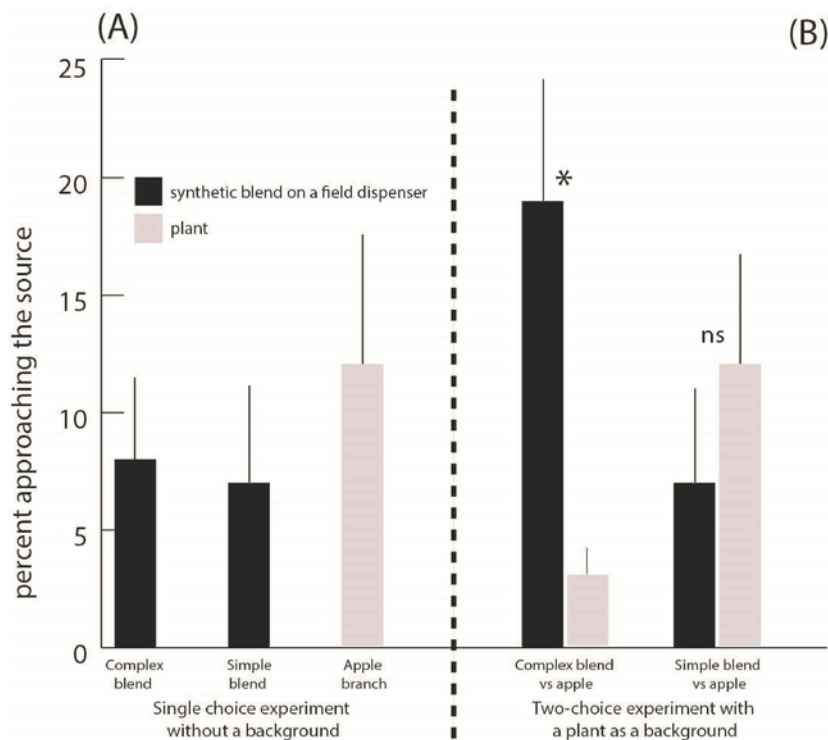 (A)
(B)
25
20
15
10
5
0
percent approaching the source
synthetic blend on a field dispenser
plant
*
ns
Complex
blend
Simple
blend
Apple
branch
Complex blend
vs apple
Simple blend
vs apple
Single choice experiment
without a background
Two-choice experiment with
a plant as a background